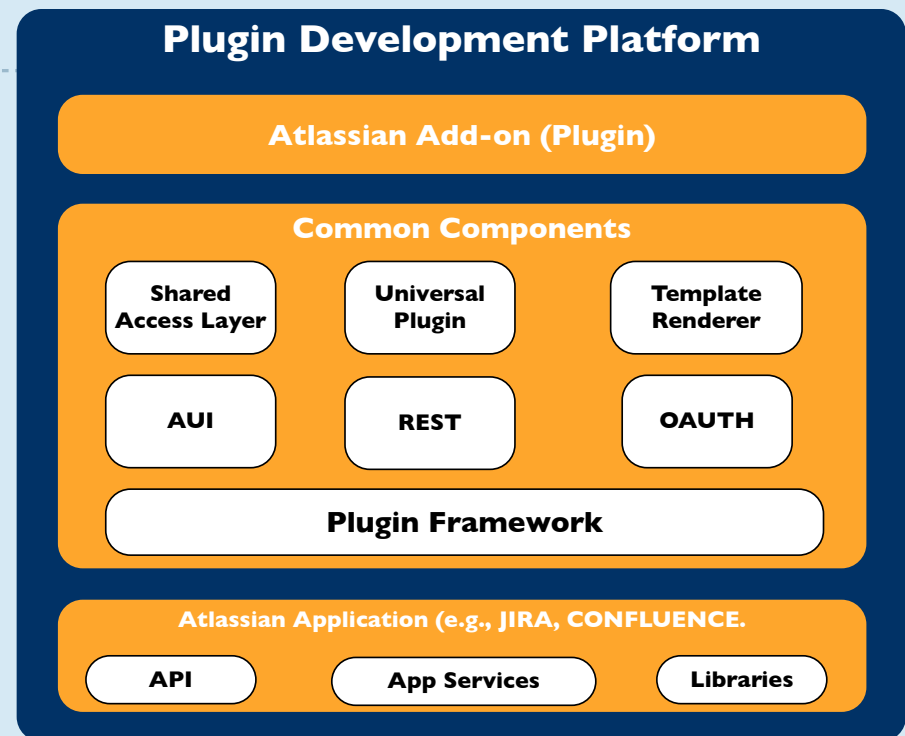 Plugin Development Platform
Atlassian Add-on (Plugin)
Common Components
Shared
Access Layer
Universal
Plugin
Template
Renderer
AUI
REST
OAUTH
Plugin Framework
Atlassian Application (e.g., JIRA, CONFLUENCE.
API
App Services
Libraries